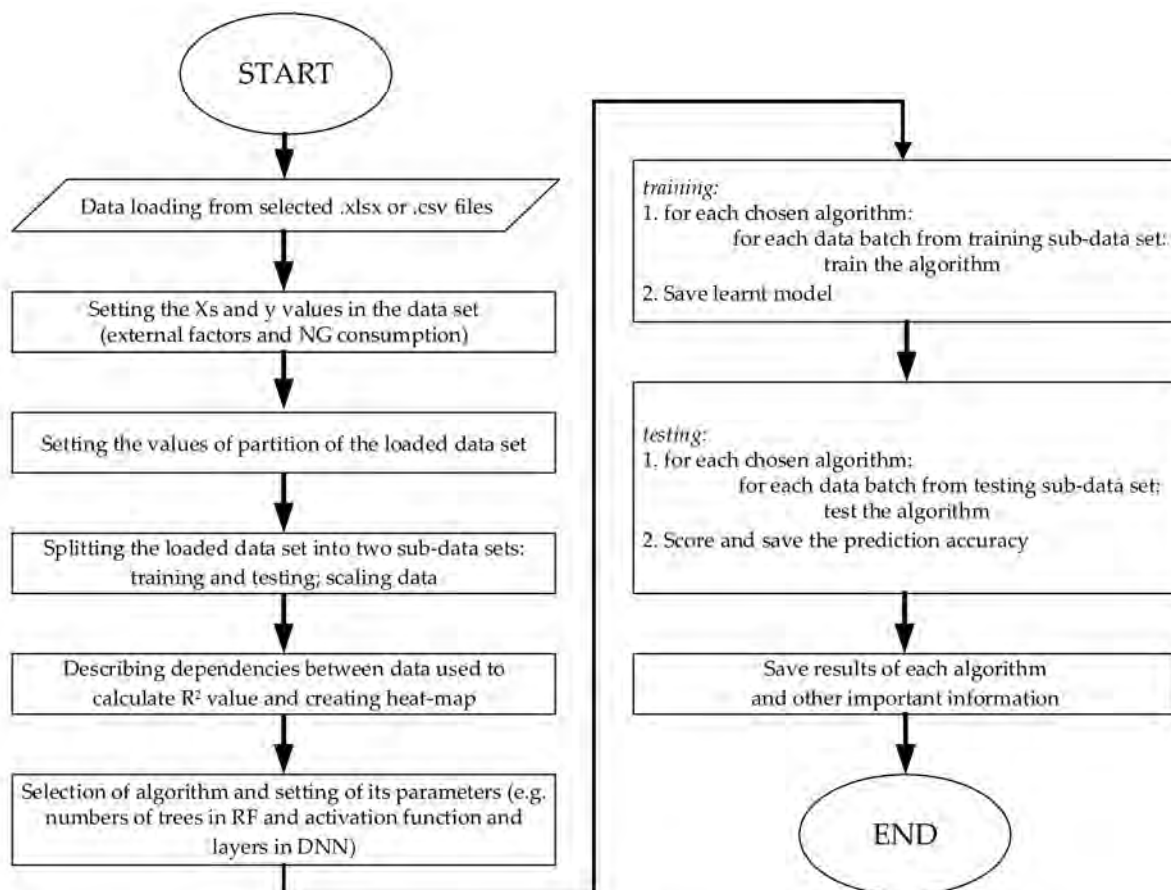 START
Data loading from selected .xlsx or .csv files
Setting the Xs and y values in the data set
(external factors and NG consumption)
Setting the values of partition of the loaded data set
Splitting the loaded data set into two sub-data sets:
training and testing; scaling data
Describing dependencies between data used to
calculate R² value and creating heat-map
Selection of algorithm and setting of its parameters (e.g.
numbers of trees in RF and activation function and
layers in DNN)
training:
1. for each chosen algorithm:
for each data batch from training sub-data set:
train the algorithm
2. Save learnt model
testing:
1. for each chosen algorithm:
for each data batch from testing sub-data set:
test the algorithm
2. Score and save the prediction accuracy
Save results of each algorithm
and other important information
END